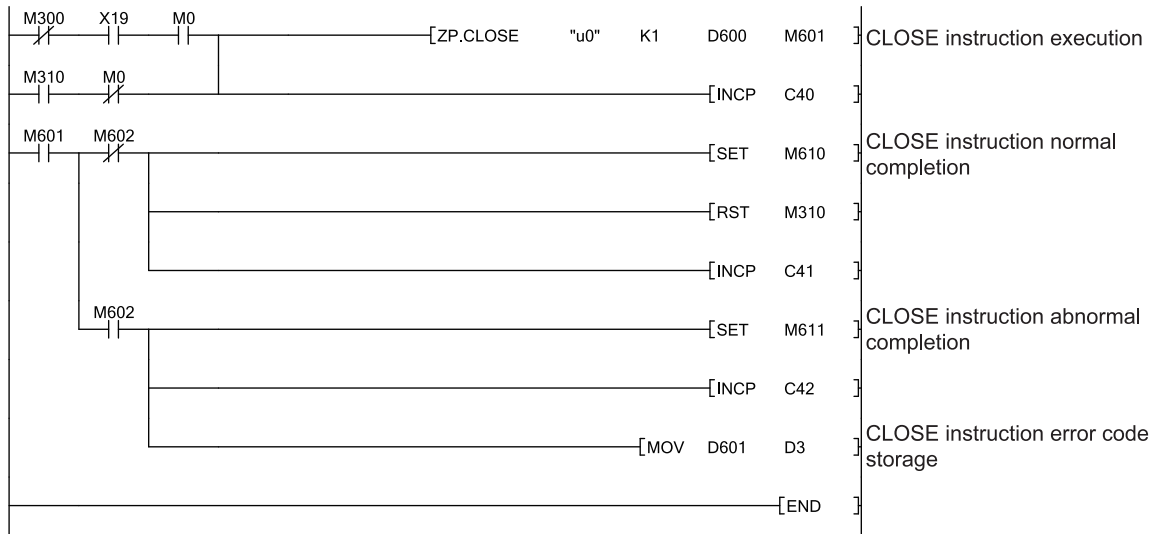 M300 X19 M0
[ZP.CLOSE "u0" K1 D600 M601 ] CLOSE instruction execution
M310 M0
[INCP C40 ]
M601 M602
[SET M610 ] CLOSE instruction normal
completion
[RST M310 ]
[INCP C41 ]
M602
[SET M611 ] CLOSE instruction abnormal
completion
[INCP C42 ]
[MOV D601 D3 ] CLOSE instruction error code
storage
[END ]